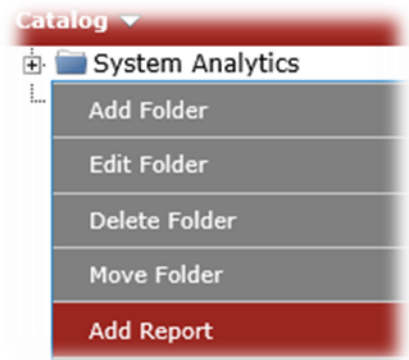 Catalog
System Analytics
Add Folder
Edit Folder
Delete Folder
Move Folder
Add Report